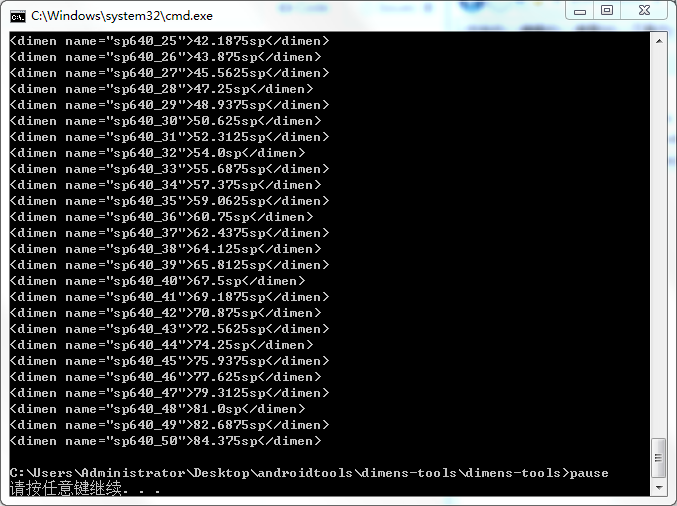 C:\Windows\system32\cmd.exe
<dimen name="sp640_25">42.1875sp</dimen>
<dimen name="sp640_26">43.875sp</dimen>
<dimen name="sp640_27">45.5625sp</dimen>
<dimen name="sp640_28">47.25sp</dimen>
<dimen name="sp640_29">48.9375sp</dimen>
<dimen name="sp640_30">50.625sp</dimen>
<dimen name="sp640_31">52.3125sp</dimen>
<dimen name="sp640_32">54.0sp</dimen>
<dimen name="sp640_33">55.6875sp</dimen>
<dimen name="sp640_34">57.375sp</dimen>
<dimen name="sp640_35">59.0625sp</dimen>
<dimen name="sp640_36">60.75sp</dimen>
<dimen name="sp640_37">62.4375sp</dimen>
<dimen name="sp640_38">64.125sp</dimen>
<dimen name="sp640_39">65.8125sp</dimen>
<dimen name="sp640_40">67.5sp</dimen>
<dimen name="sp640_41">69.1875sp</dimen>
<dimen name="sp640_42">70.875sp</dimen>
<dimen name="sp640_43">72.5625sp</dimen>
<dimen name="sp640_44">74.25sp</dimen>
<dimen name="sp640_45">75.9375sp</dimen>
<dimen name="sp640_46">77.625sp</dimen>
<dimen name="sp640_47">79.3125sp</dimen>
<dimen name="sp640_48">81.0sp</dimen>
<dimen name="sp640_49">82.6875sp</dimen>
<dimen name="sp640_50">84.375sp</dimen>
C:\Users\Administrator\Desktop\androidtools\dimens-tools\dimens-tools>pause
请按任意键继续. . .